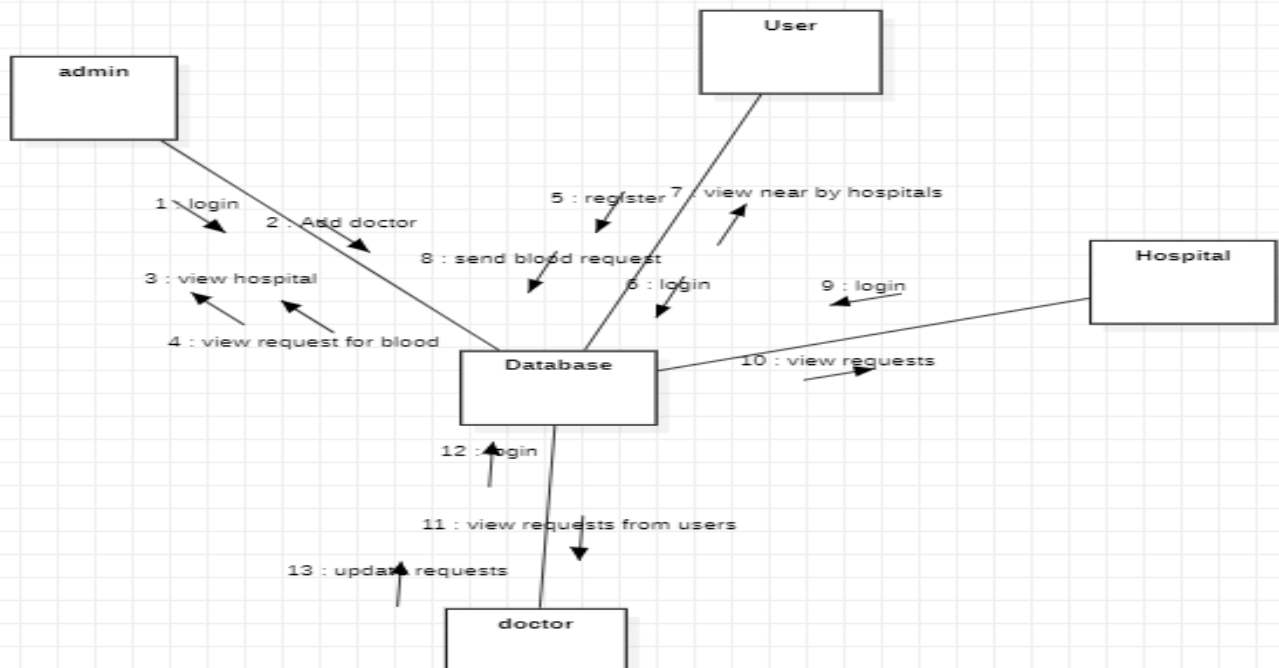 User
admin
1 : login
2 : Add doctor
5 : register
7 : view near by hospitals
3 : view hospital
8 : send blood request
6 : login
9 : login
Hospital
4 : view request for blood
Database
10 : view requests
12 : login
11 : view requests from users
13 : update requests
doctor